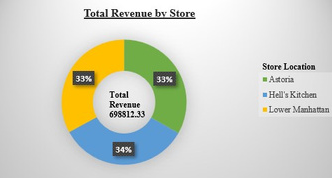 Total Revenue by Store
33%
33%
34%
Total
Revenue
698812.33
Store Location
Astoria
Hell's Kitchen
Lower Manhattan